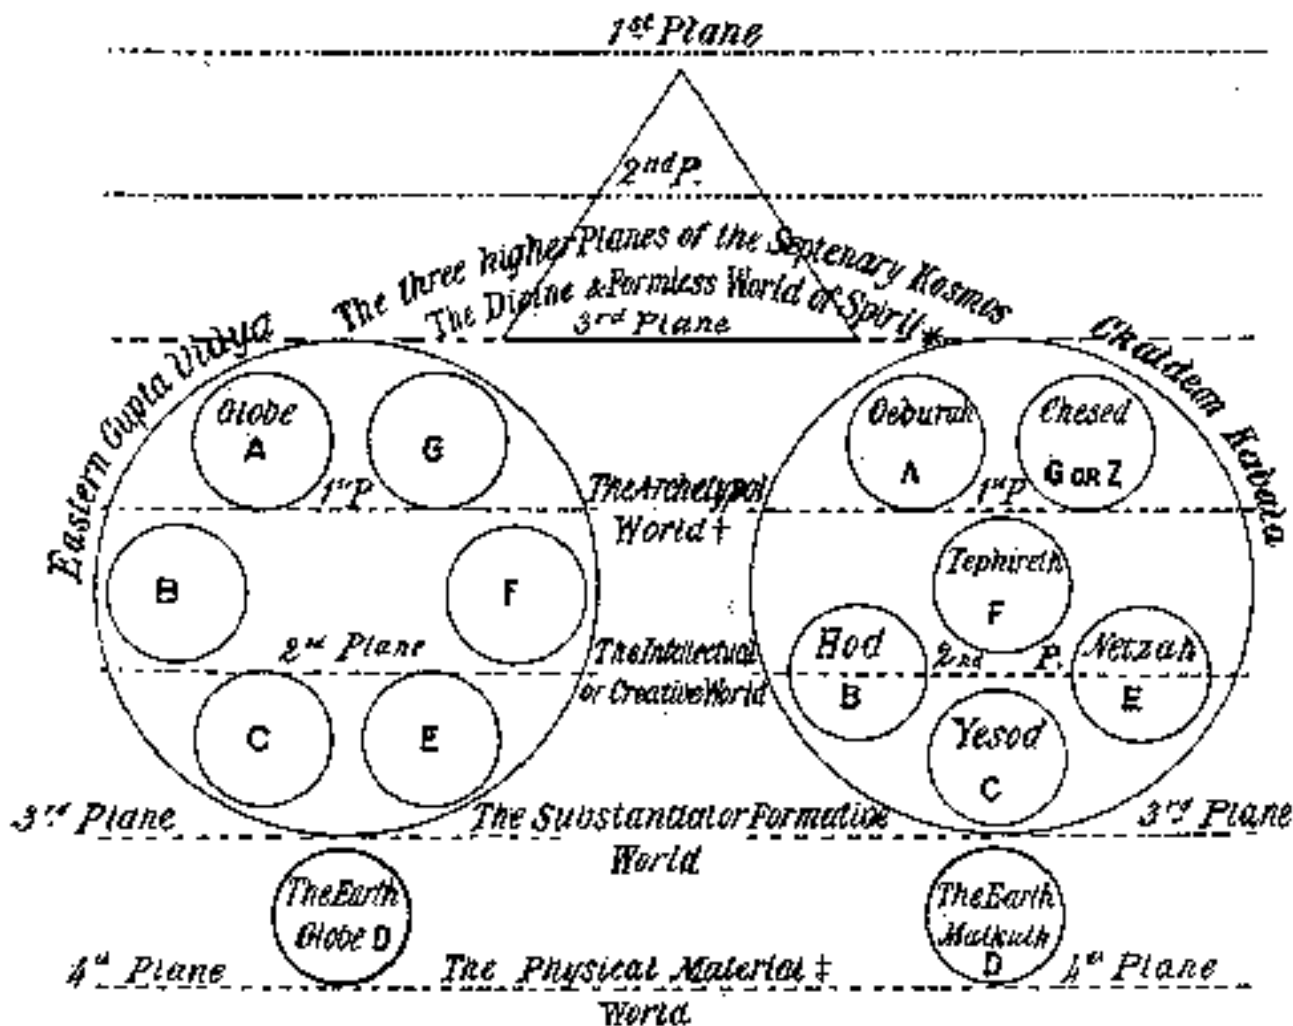 1st Plane
2nd P.
The three higher Planes of the Septenary Kosmos
The Divine & Formless World of Spirit *
3rd Plane
Eastern Gupta Vidya
Chaldean Kabala
Globe
A
G
1st P.
The Archetypal
World †
Geburah
A
Chesed
G OR Z
1st P
B
F
Tephireth
F
2nd Plane
The Intellectual
or Creative World
Hod
B
2nd P.
Netzah
E
C
E
Yesod
C
3rd Plane
The Substantial or Formative
World
3rd Plane
The Earth
Globe D
The Earth
Malkuth
D
4th Plane
The Physical Material ‡
World
4th Plane